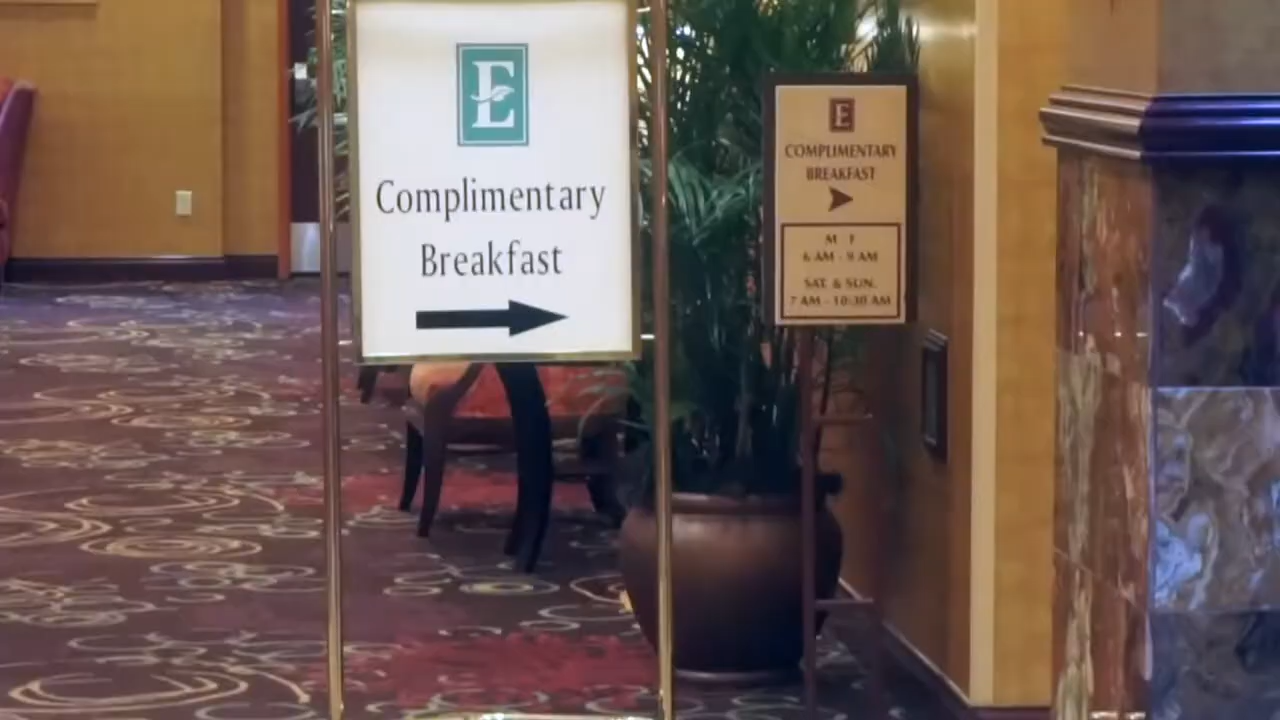 E
Complimentary
Breakfast
E
COMPLIMENTARY
BREAKFAST
M F
6 AM - 9 AM
SAT. & SUN.
7 AM - 10:30 AM